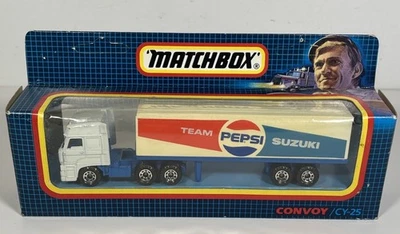 MATCHBOX®
TEAM PEPSI SUZUKI
CONVOY/CY-25